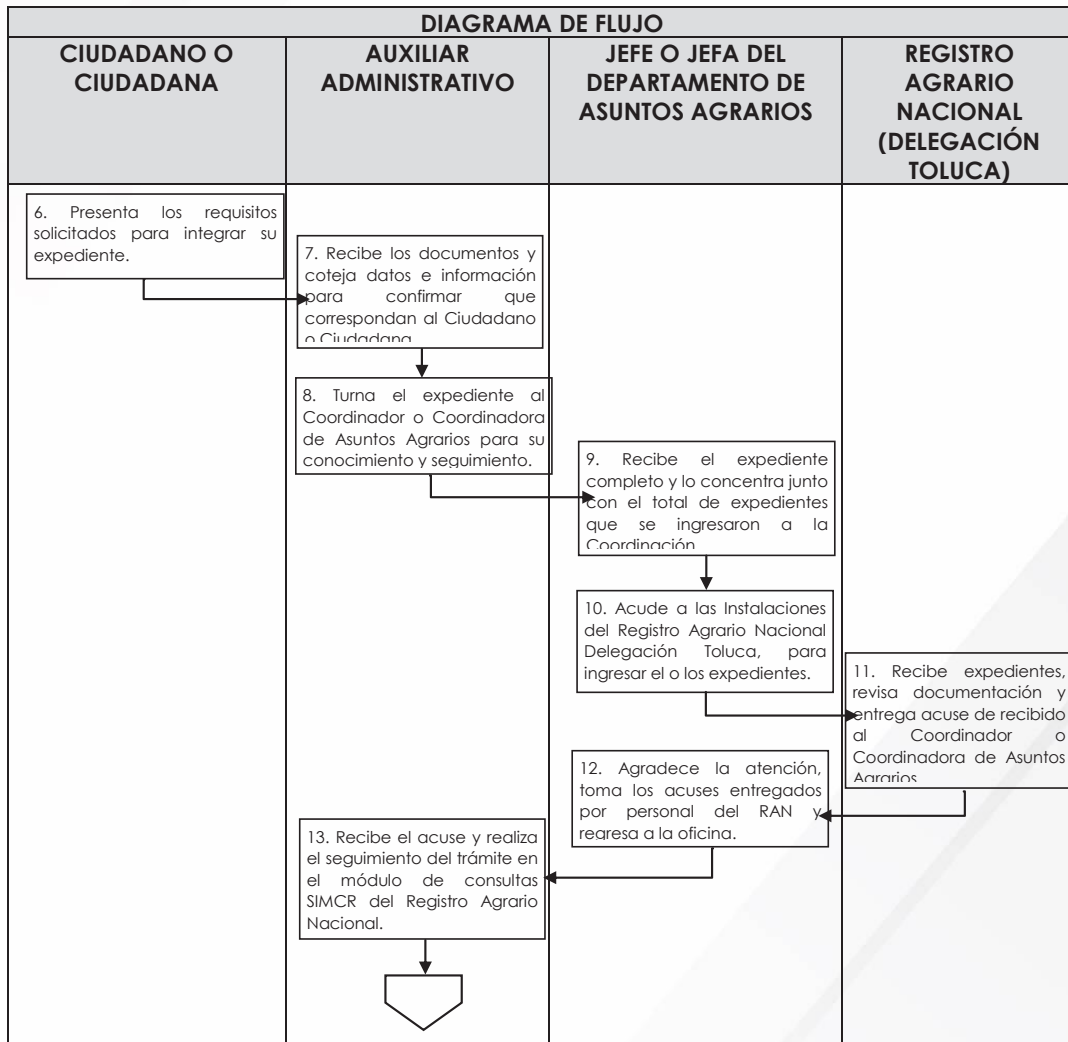 DIAGRAMA DE FLUJO
CIUDADANO O
CIUDADANA
AUXILIAR
ADMINISTRATIVO
JEFE O JEFA DEL
DEPARTAMENTO DE
ASUNTOS AGRARIOS
REGISTRO
AGRARIO
NACIONAL
(DELEGACIÓN
TOLUCA)
6. Presenta los requisitos
solicitados para integrar su
expediente.
7. Recibe los documentos y
coteja datos e información
para confirmar que
correspondan al Ciudadano
o Ciudadana
8. Turna el expediente al
Coordinador o Coordinadora
de Asuntos Agrarios para su
conocimiento y seguimiento.
9. Recibe el expediente
completo y lo concentra junto
con el total de expedientes
que se ingresaron a la
Coordinación
10. Acude a las Instalaciones
del Registro Agrario Nacional
Delegación Toluca, para
ingresar el o los expedientes.
11. Recibe expedientes,
revisa documentación y
entrega acuse de recibido
al Coordinador o
Coordinadora de Asuntos
Agrarios
12. Agradece la atención,
toma los acuses entregados
por personal del RAN y
regresa a la oficina.
13. Recibe el acuse y realiza
el seguimiento del trámite en
el módulo de consultas
SIMCR del Registro Agrario
Nacional.